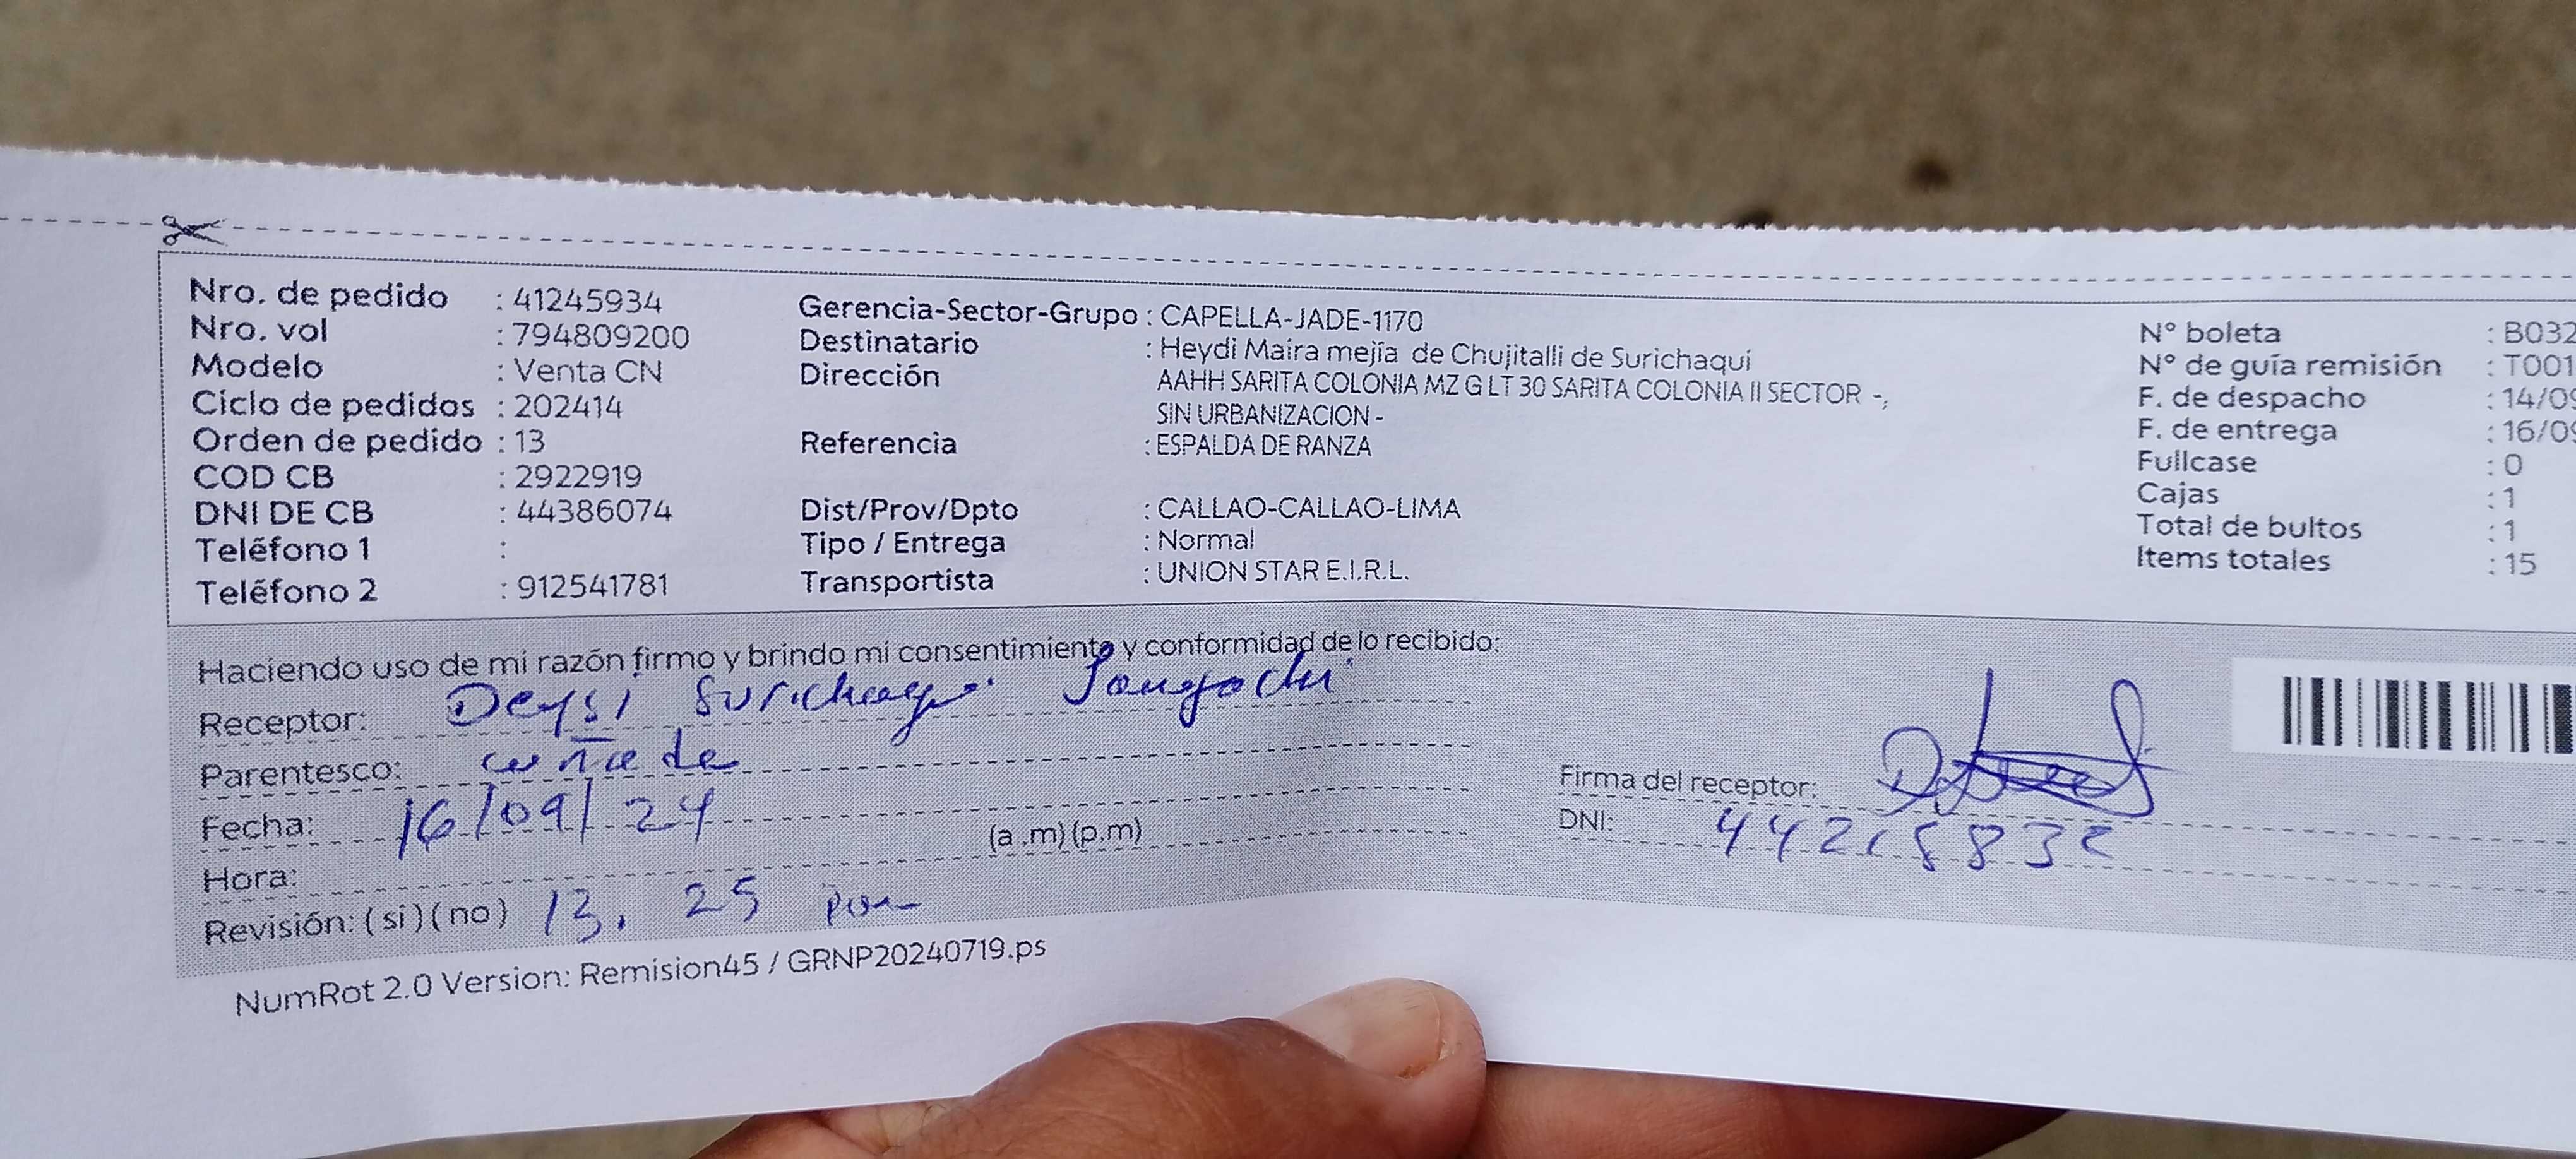 Nro. de pedido : 41245934
Nro. vol : 794809200
Modelo : Venta CN
Ciclo de pedidos : 202414
Orden de pedido : 13
COD CB : 2922919
DNI DE CB : 44386074
Teléfono 1 :
Teléfono 2 : 912541781
Gerencia-Sector-Grupo : CAPELLA-JADE-1170
Destinatario : Heydi Maira mejía de Chujitalli de Surichaqui
Dirección AAHH SARITA COLONIA MZ G LT 30 SARITA COLONIA II SECTOR -,
SIN URBANIZACION -
Referencia : ESPALDA DE RANZA
Dist/Prov/Dpto : CALLAO-CALLAO-LIMA
Tipo / Entrega : Normal
Transportista : UNION STAR E.I.R.L.
N° boleta : B032
N° de guía remisión : T001
F. de despacho : 14/09
F. de entrega : 16/09
Fullcase : 0
Cajas : 1
Total de bultos : 1
Items totales : 15
Haciendo uso de mi razón firmo y brindo mi consentimiento y conformidad de lo recibido:
Receptor: Deysi
Parentesco: cuñada
Fecha: 16/09/24
Hora: (a .m) (p.m)
Revisión: ( si ) ( no ) 13. 25 pm
Firma del receptor:
DNI:
NumRot 2.0 Version: Remision45 / GRNP20240719.ps